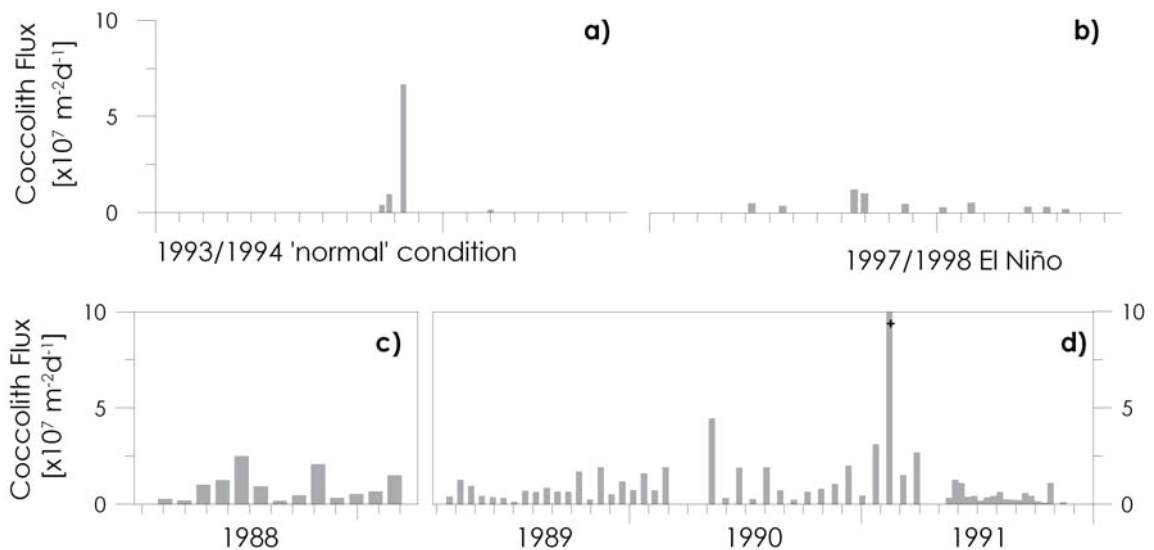 10
5
0
Coccolith Flux
[x10⁷ m⁻²d⁻¹]
a)
b)
1993/1994 'normal' condition
1997/1998 El Niño
10
5
0
Coccolith Flux
[x10⁷ m⁻²d⁻¹]
c)
d)
+
10
5
0
1988
1989
1990
1991